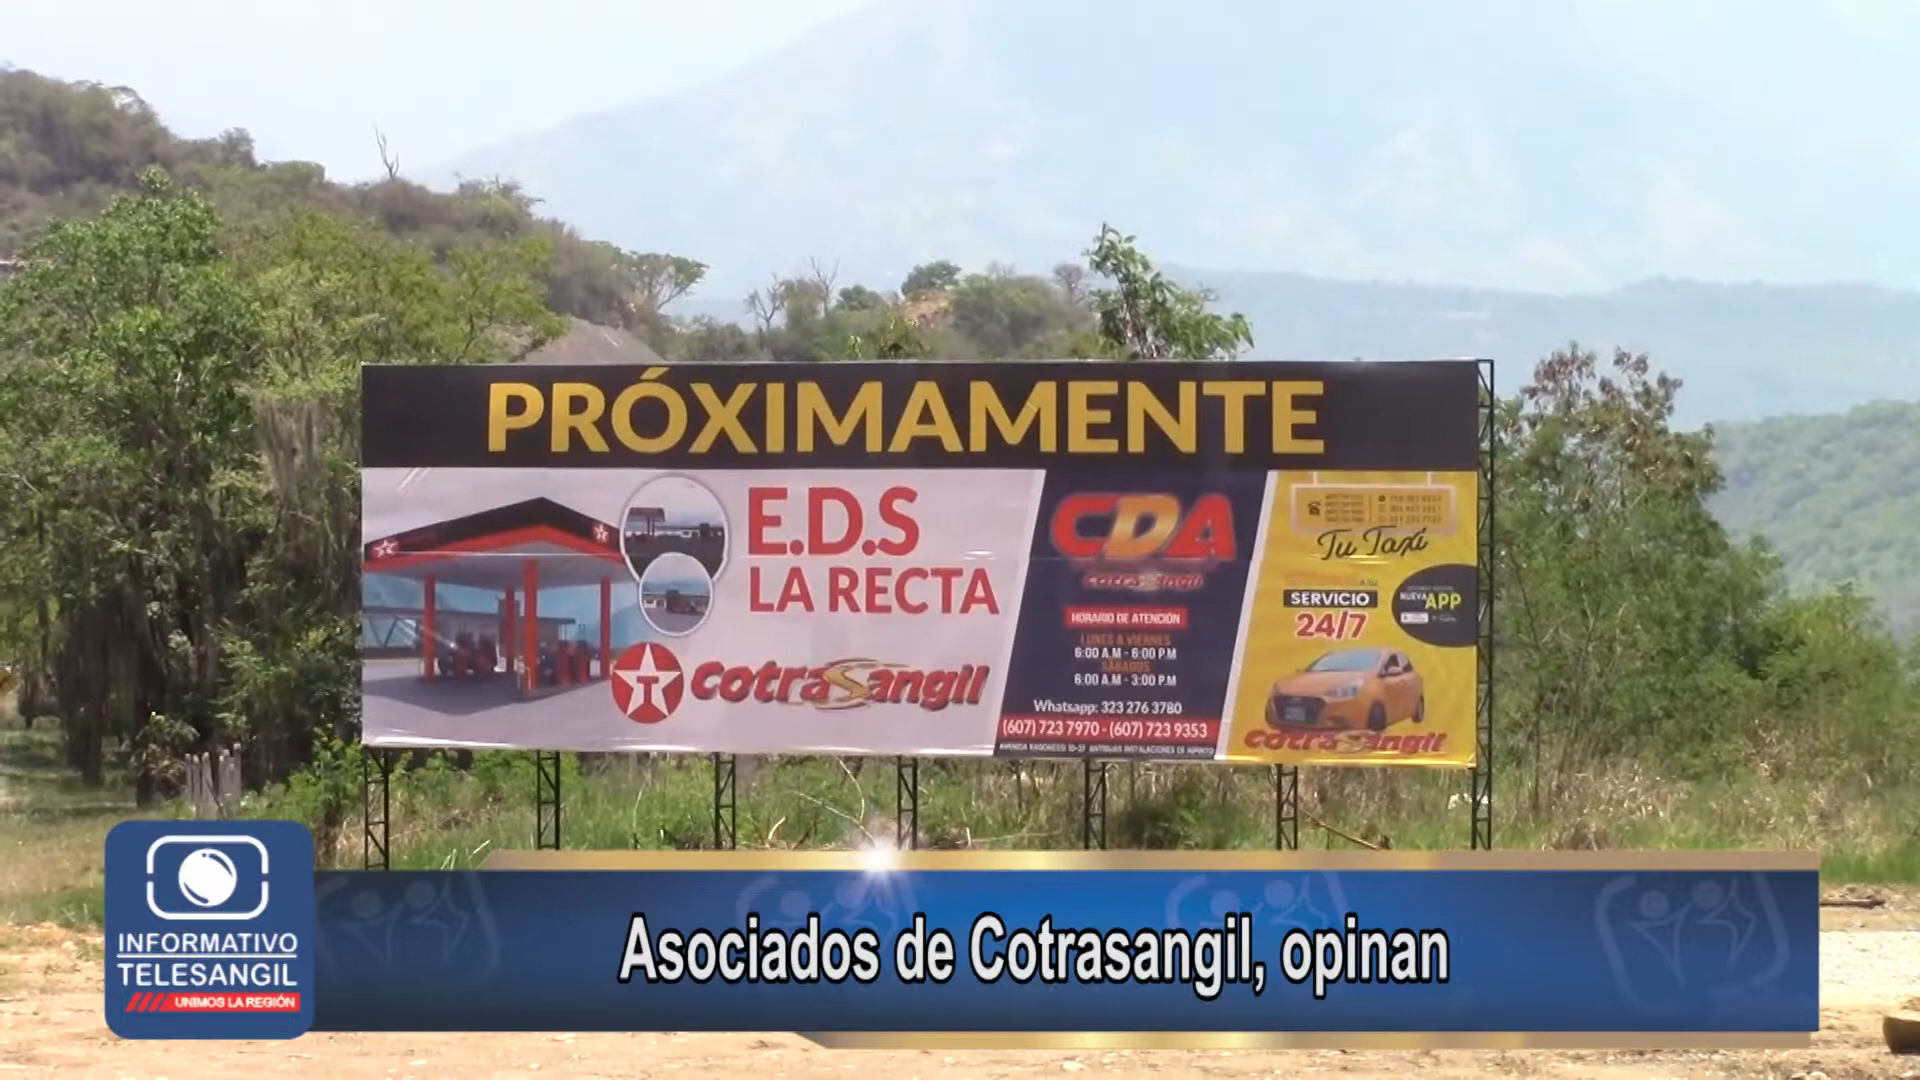 PRÓXIMAMENTE
E.D.S
LA RECTA
T
cotraSangil
CDA
cotraSangil
HORARIO DE ATENCIÓN
LUNES A VIERNES
6:00 A.M - 6:00 P.M
SÁBADOS
6:00 A.M - 3:00 P.M
Whatsapp: 323 276 3780
(607) 723 7970 - (607) 723 9353
Tu Taxi
SERVICIO
24/7
NUEVA APP
cotraSangil
INFORMATIVO
TELESANGIL
UNIMOS LA REGIÓN
Asociados de Cotrasangil, opinan